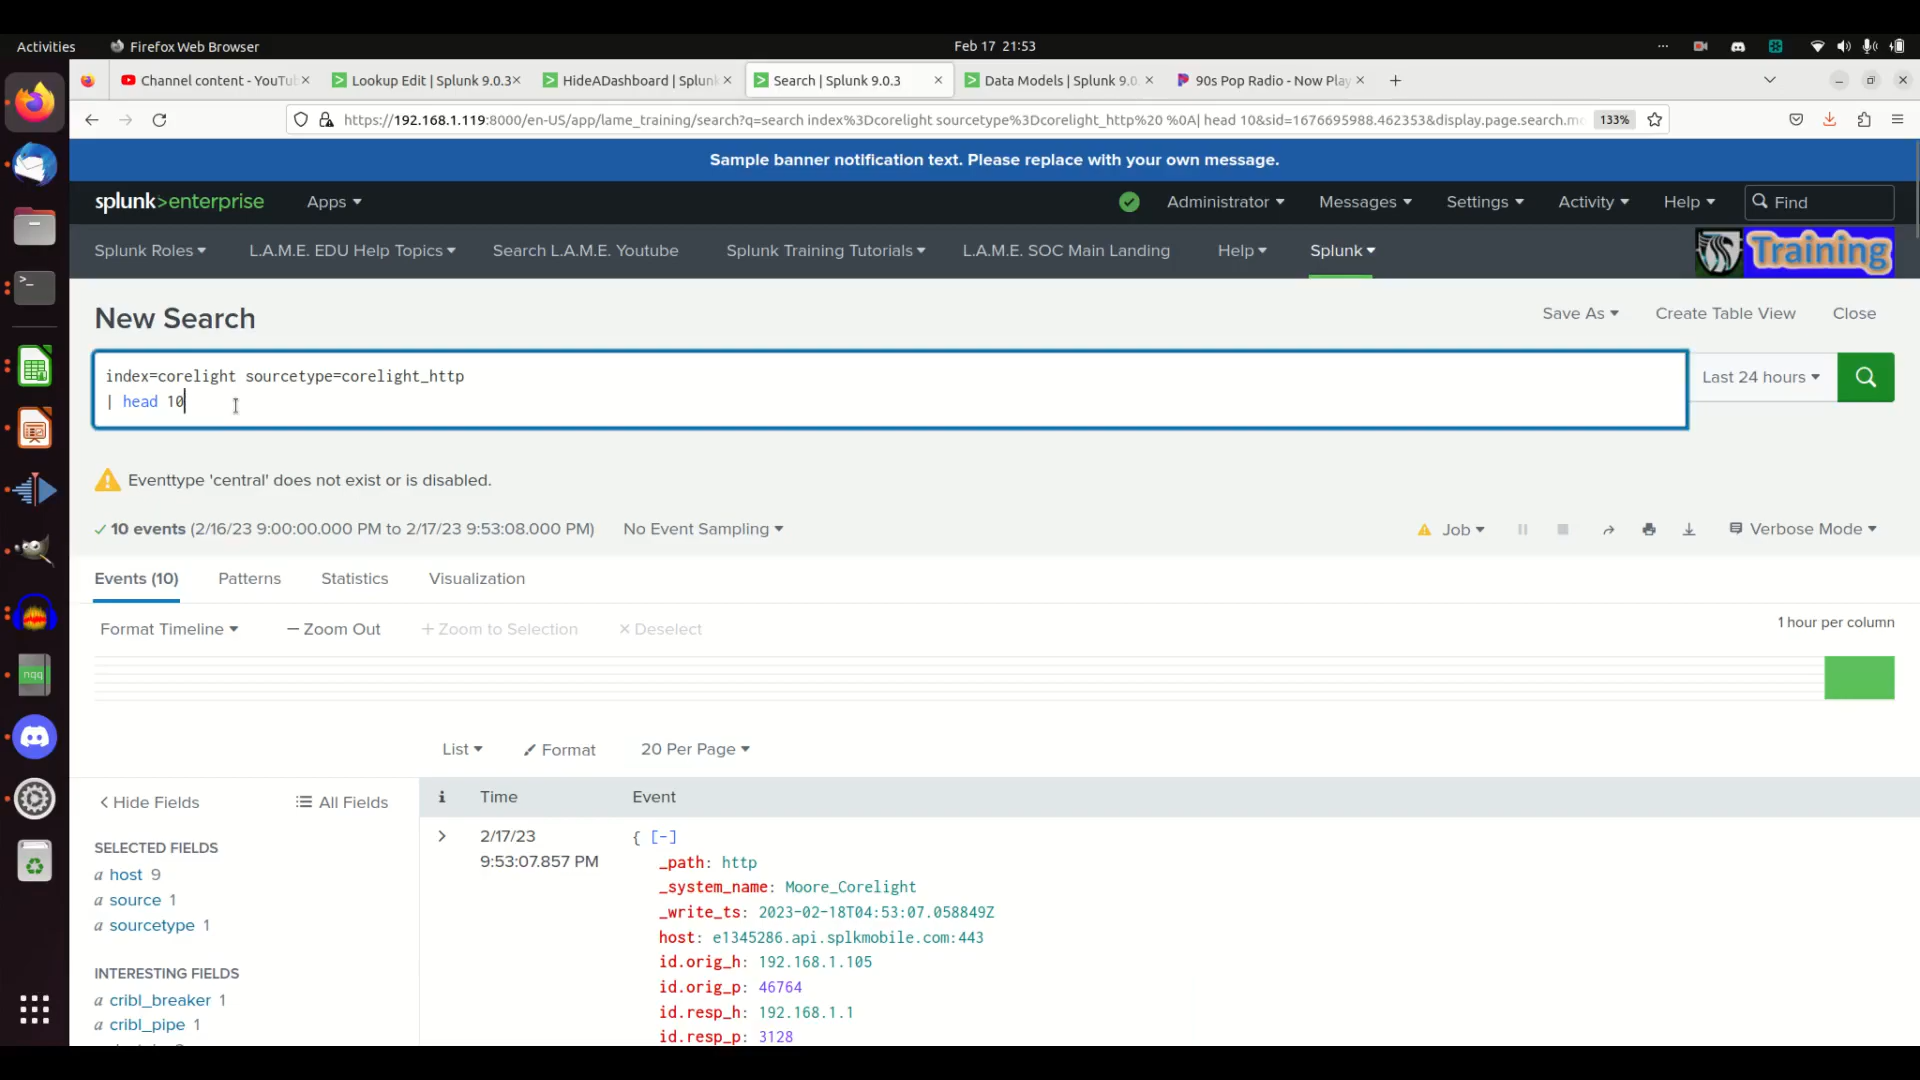 Activities Firefox Web Browser Feb 17 21:53
Channel content - YouTu Lookup Edit | Splunk 9.0.3 HideADashboard | Splunk Search | Splunk 9.0.3 Data Models | Splunk 9.0. 90s Pop Radio - Now Play
https://192.168.1.119:8000/en-US/app/lame_training/search?q=search index%3Dcorelight sourcetype%3Dcorelight_http%20 %0A| head 10&sid=1676695988.462353&display.page.search.mo 133%
Sample banner notification text. Please replace with your own message.
splunk>enterprise Apps Administrator Messages Settings Activity Help Find
Splunk Roles L.A.M.E. EDU Help Topics Search L.A.M.E. Youtube Splunk Training Tutorials L.A.M.E. SOC Main Landing Help Splunk Training
New Search Save As Create Table View Close
index=corelight sourcetype=corelight_http
| head 10
Last 24 hours
Eventtype 'central' does not exist or is disabled.
10 events (2/16/23 9:00:00.000 PM to 2/17/23 9:53:08.000 PM) No Event Sampling Job Verbose Mode
Events (10) Patterns Statistics Visualization
Format Timeline — Zoom Out + Zoom to Selection × Deselect 1 hour per column
List Format 20 Per Page
< Hide Fields All Fields i Time Event
SELECTED FIELDS
a host 9
a source 1
a sourcetype 1
INTERESTING FIELDS
a cribl_breaker 1
a cribl_pipe 1
> 2/17/23
9:53:07.857 PM
{ [-]
_path: http
_system_name: Moore_Corelight
_write_ts: 2023-02-18T04:53:07.058849Z
host: e1345286.api.splkmobile.com:443
id.orig_h: 192.168.1.105
id.orig_p: 46764
id.resp_h: 192.168.1.1
id.resp_p: 3128
nqq